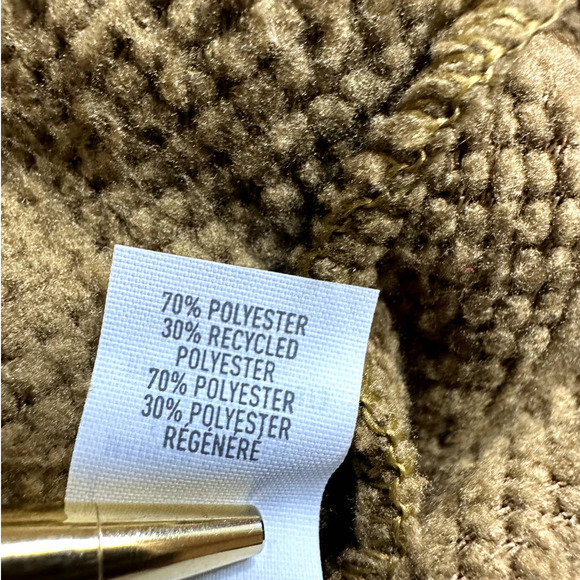 70% POLYESTER
30% RECYCLED
POLYESTER
70% POLYESTER
30% POLYESTER
RÉGÉNÉRÉ